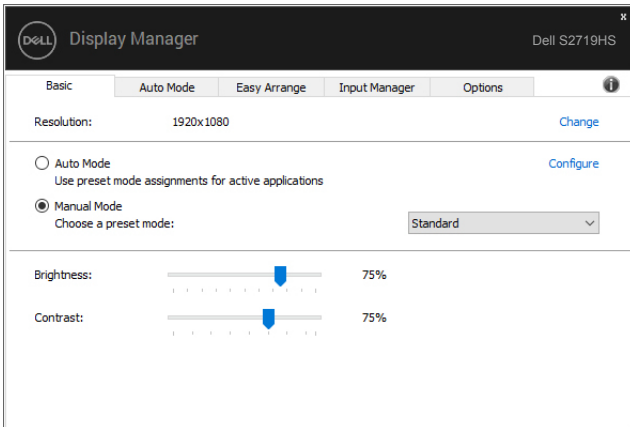 x
DELL Display Manager Dell S2719HS
Basic Auto Mode Easy Arrange Input Manager Options i
Resolution: 1920x1080 Change
Auto Mode Configure
Use preset mode assignments for active applications
Manual Mode
Choose a preset mode: Standard
Brightness: 75%
Contrast: 75%